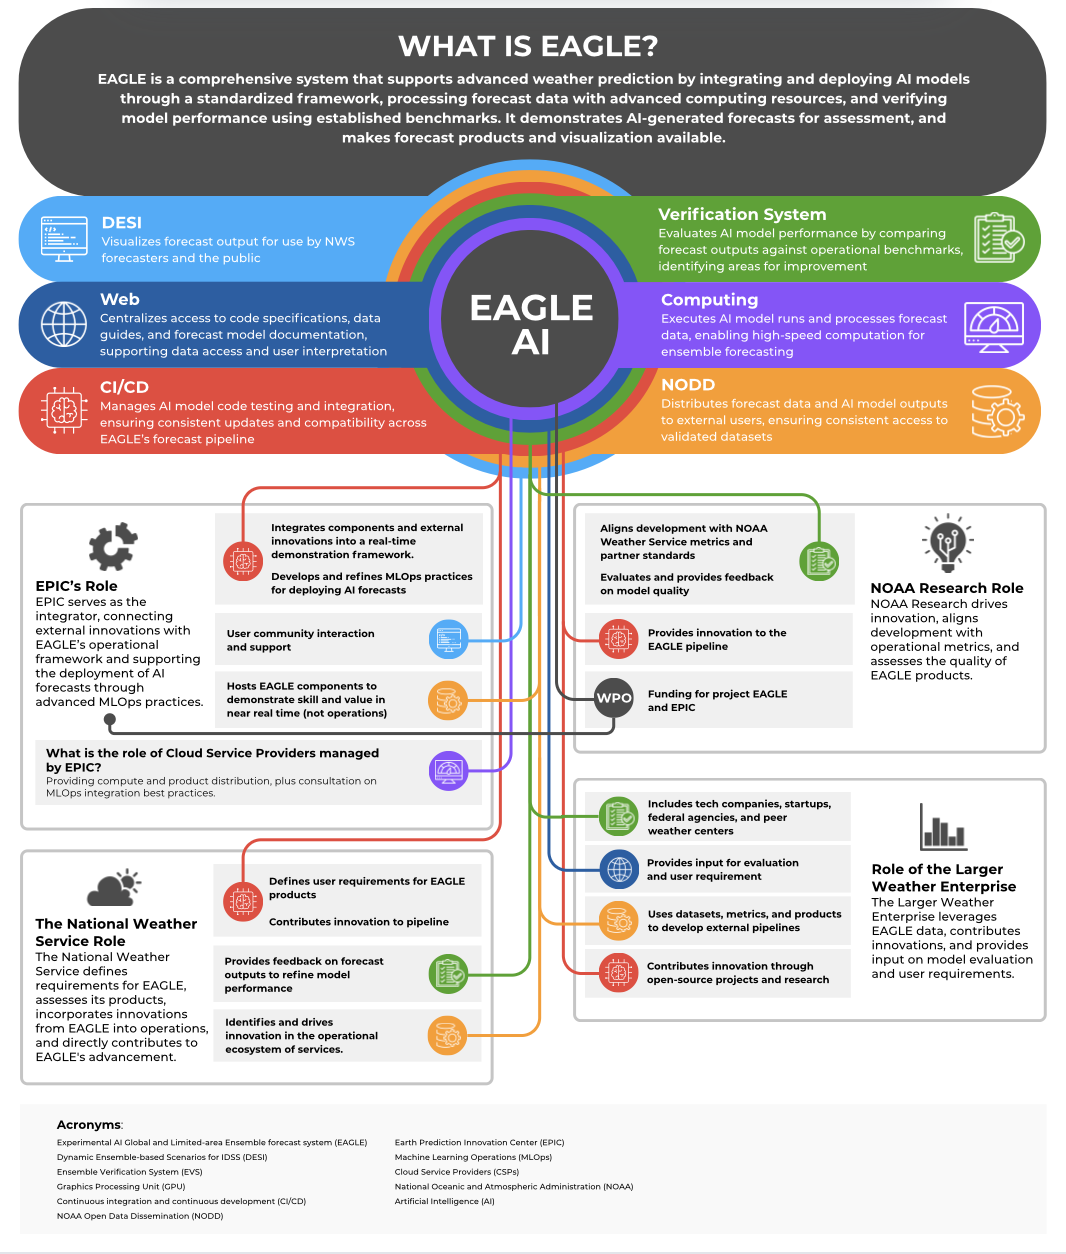 WHAT IS EAGLE?
EAGLE is a comprehensive system that supports advanced weather prediction by integrating and deploying AI models
through a standardized framework, processing forecast data with advanced computing resources, and verifying
model performance using established benchmarks. It demonstrates AI-generated forecasts for assessment, and
makes forecast products and visualization available.
DESI
Visualizes forecast output for use by NWS
forecasters and the public
Web
Centralizes access to code specifications, data
guides, and forecast model documentation,
supporting data access and user interpretation
CI/CD
Manages AI model code testing and integration,
ensuring consistent updates and compatibility across
EAGLE's forecast pipeline
EAGLE
AI
Verification System
Evaluates AI model performance by comparing
forecast outputs against operational benchmarks,
identifying areas for improvement
Computing
Executes AI model runs and processes forecast
data, enabling high-speed computation for
ensemble forecasting
NODD
Distributes forecast data and AI model outputs
to external users, ensuring consistent access to
validated datasets
EPIC's Role
EPIC serves as the
integrator, connecting
external innovations with
EAGLE's operational
framework and supporting
the deployment of AI
forecasts through
advanced MLOps practices.
Integrates components and external
innovations into a real-time
demonstration framework.
Develops and refines MLOps practices
for deploying AI forecasts
User community interaction
and support
Hosts EAGLE components to
demonstrate skill and value in
near real time (not operations)
What is the role of Cloud Service Providers managed
by EPIC?
Providing compute and product distribution, plus consultation on
MLOps integration best practices.
Aligns development with NOAA
Weather Service metrics and
partner standards
Evaluates and provides feedback
on model quality
Provides innovation to the
EAGLE pipeline
WPO
Funding for project EAGLE
and EPIC
NOAA Research Role
NOAA Research drives
innovation, aligns
development with
operational metrics, and
assesses the quality of
EAGLE products.
The National Weather
Service Role
The National Weather
Service defines
requirements for EAGLE,
assesses its products,
incorporates innovations
from EAGLE into operations,
and directly contributes to
EAGLE's advancement.
Defines user requirements for EAGLE
products
Contributes innovation to pipeline
Provides feedback on forecast
outputs to refine model
performance
Identifies and drives
innovation in the operational
ecosystem of services.
Includes tech companies, startups,
federal agencies, and peer
weather centers
Provides input for evaluation
and user requirement
Uses datasets, metrics, and products
to develop external pipelines
Contributes innovation through
open-source projects and research
Role of the Larger
Weather Enterprise
The Larger Weather
Enterprise leverages
EAGLE data, contributes
innovations, and provides
input on model evaluation
and user requirements.
Acronyms:
Experimental AI Global and Limited-area Ensemble forecast system (EAGLE)
Dynamic Ensemble-based Scenarios for IDSS (DESI)
Ensemble Verification System (EVS)
Graphics Processing Unit (GPU)
Continuous integration and continuous development (CI/CD)
NOAA Open Data Dissemination (NODD)
Earth Prediction Innovation Center (EPIC)
Machine Learning Operations (MLOps)
Cloud Service Providers (CSPs)
National Oceanic and Atmospheric Administration (NOAA)
Artificial Intelligence (AI)